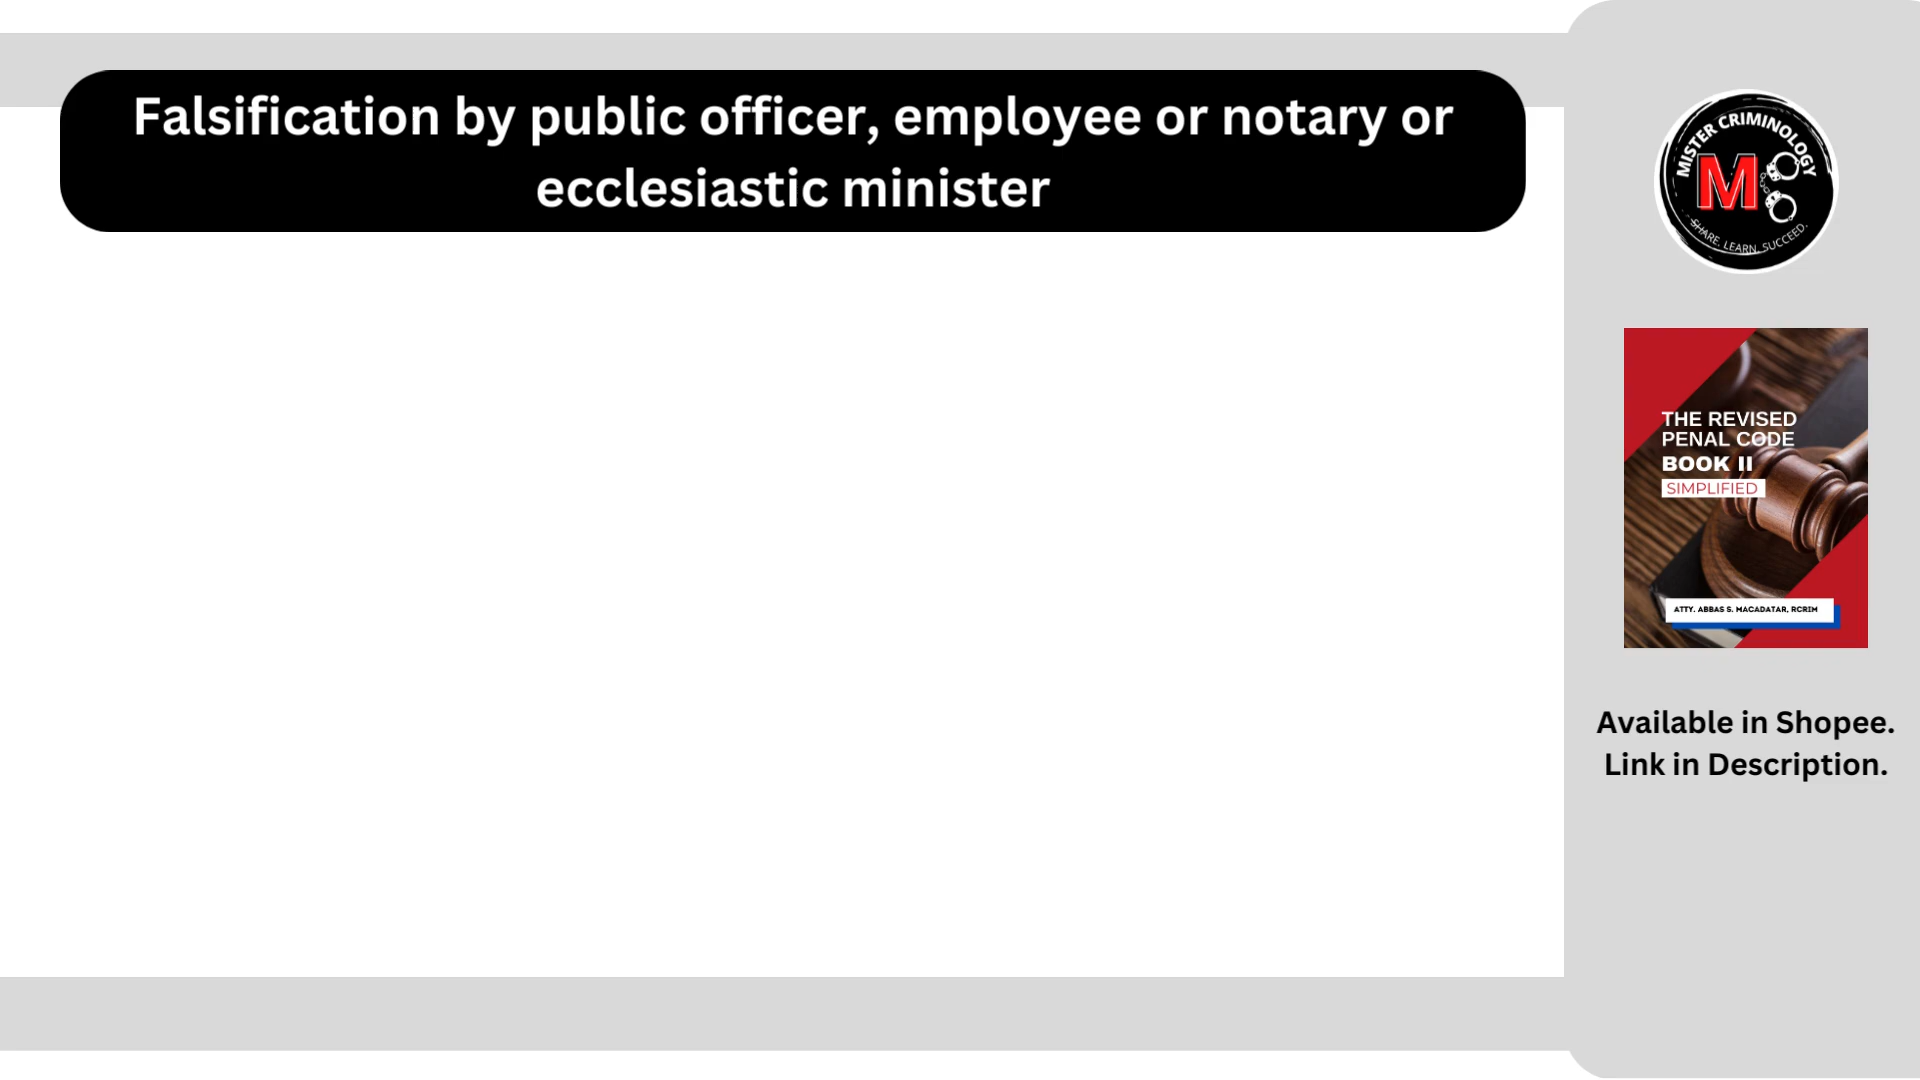 Falsification by public officer, employee or notary or
ecclesiastic minister
MISTER CRIMINOLOGY
M
SHARE. LEARN. SUCCEED.
THE REVISED
PENAL CODE
BOOK II
SIMPLIFIED
ATTY. ABBAS S. MACADATAR, RCRIM
Available in Shopee.
Link in Description.